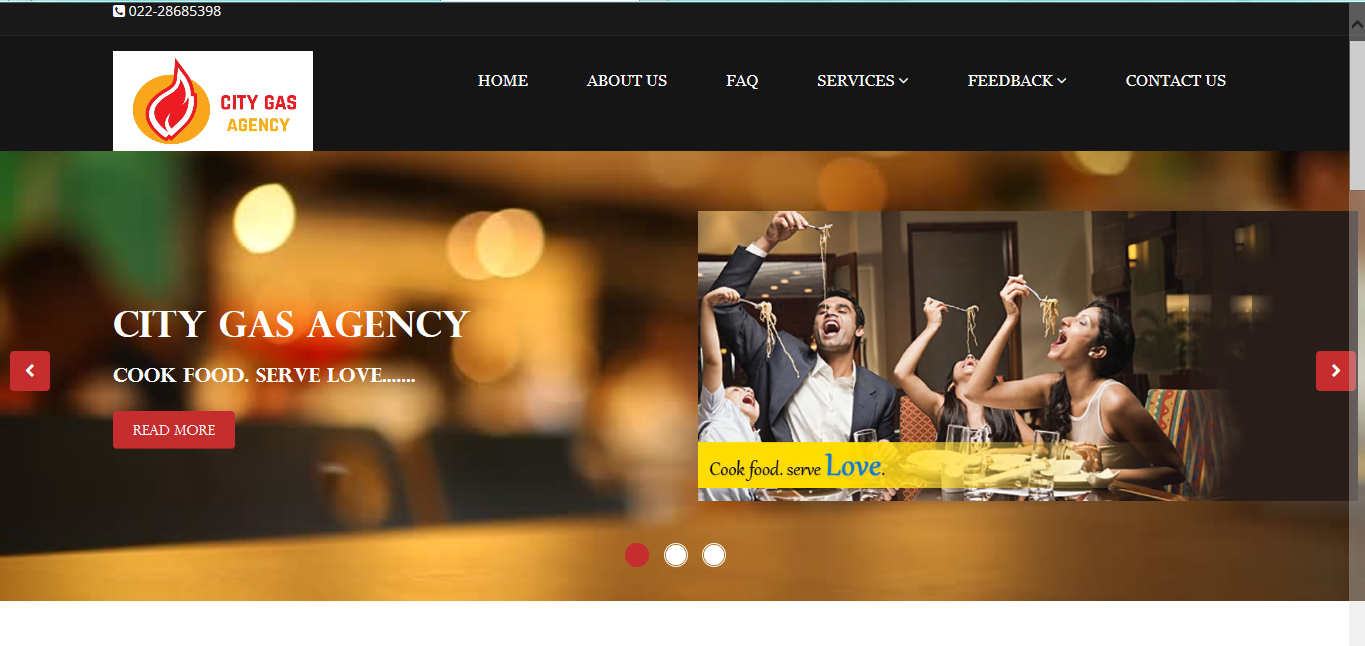 022-28685398
CITY GAS
AGENCY
HOME
ABOUT US
FAQ
SERVICES
FEEDBACK
CONTACT US
CITY GAS AGENCY
COOK FOOD. SERVE LOVE.......
READ MORE
Cook food. serve Love.